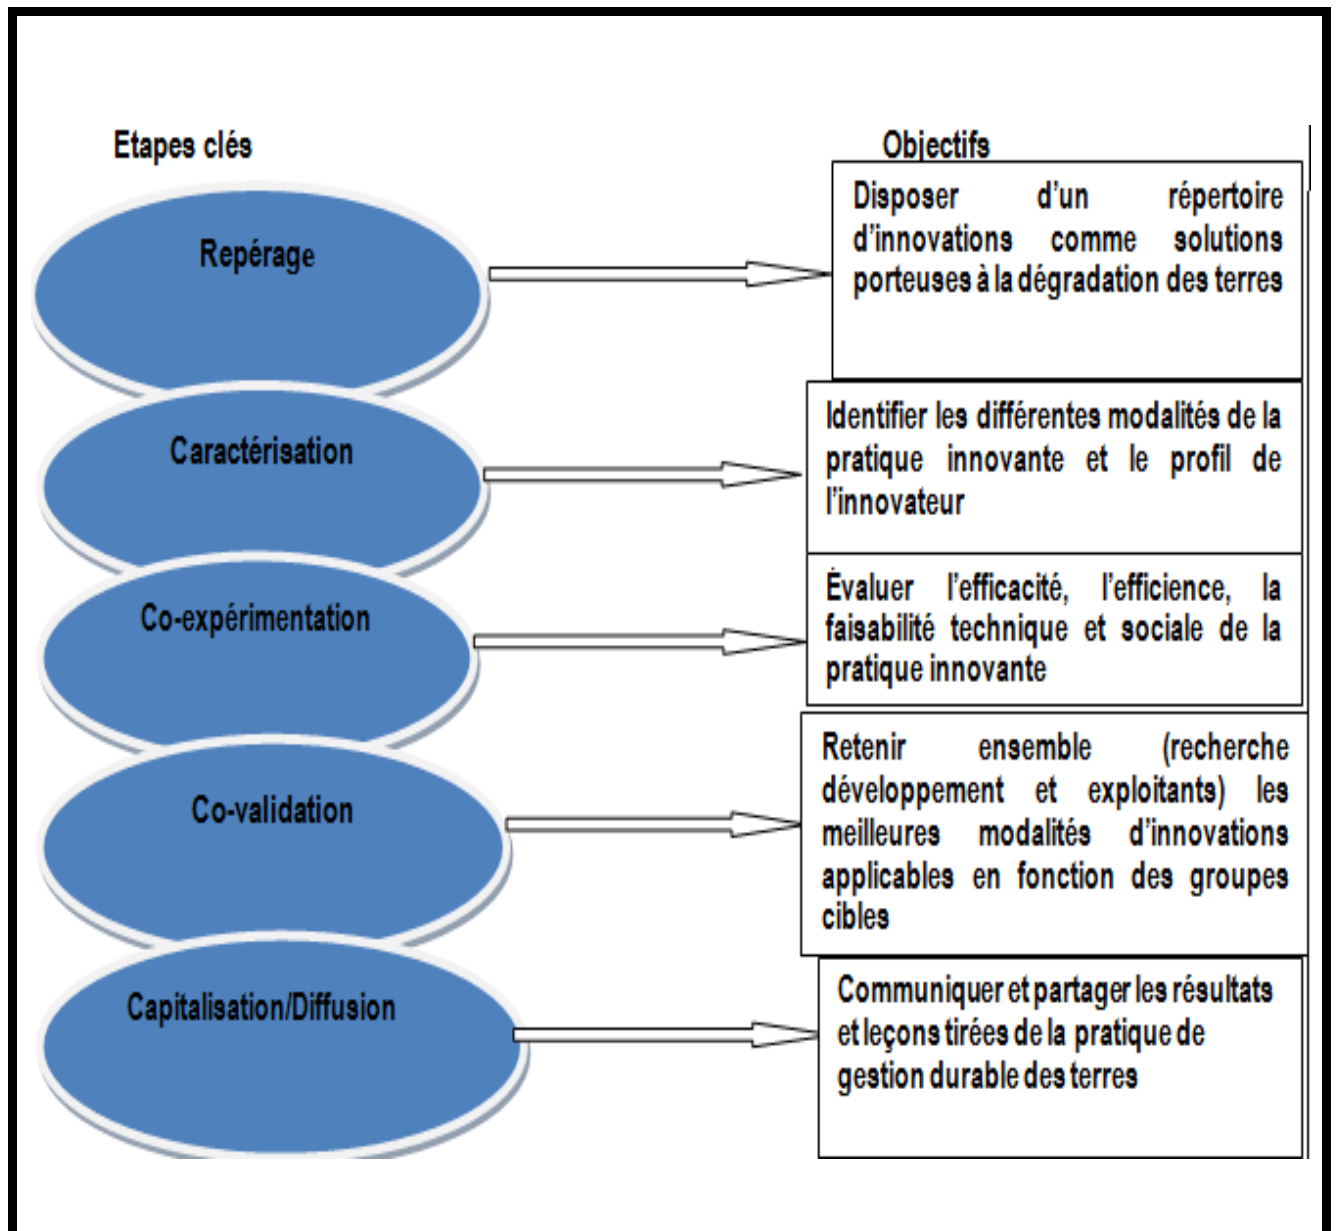 Etapes clés
Objectifs
Repérage
Disposer d'un répertoire
d'innovations comme solutions
porteuses à la dégradation des terres
Caractérisation
Identifier les différentes modalités de la
pratique innovante et le profil de
l'innovateur
Co-expérimentation
Évaluer l'efficacité, l'efficience, la
faisabilité technique et sociale de la
pratique innovante
Co-validation
Retenir ensemble (recherche
développement et exploitants) les
meilleures modalités d'innovations
applicables en fonction des groupes
cibles
Capitalisation/Diffusion
Communiquer et partager les résultats
et leçons tirées de la pratique de
gestion durable des terres